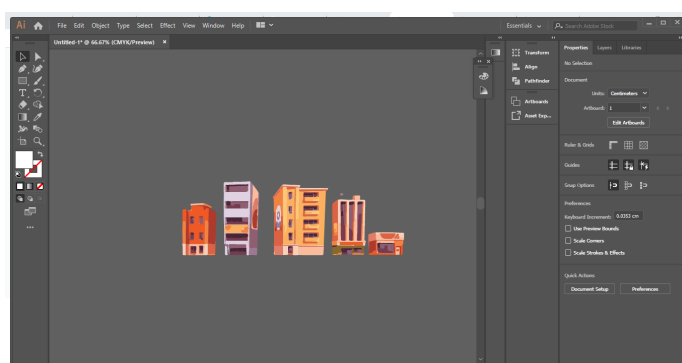 Ai File Edit Object Type Select Effect View Window Help Essentials Search Adobe Stock
Untitled-1* @ 66.67% (CMYK/Preview) ×
Transform
Align
Pathfinder
Artboards
Asset Exp...
Properties Layers Libraries
No Selection
Document
Units: Centimeters
Artboard: 1
Edit Artboards
Ruler & Grids
Guides
Snap Options
Preferences
Keyboard Increment: 0.0353 cm
Use Preview Bounds
Scale Corners
Scale Strokes & Effects
Quick Actions
Document Setup Preferences